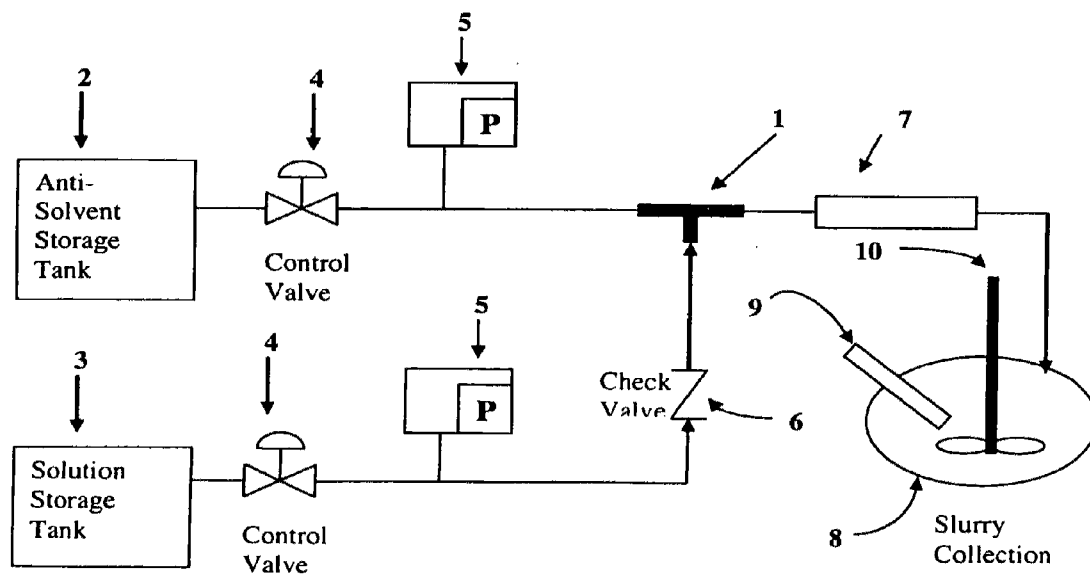 5
2
4
1
7
P
Anti-
Solvent
Storage
Tank
Control
Valve
10
9
5
3
4
P
Check
Valve
6
Solution
Storage
Tank
Control
Valve
8
Slurry
Collection